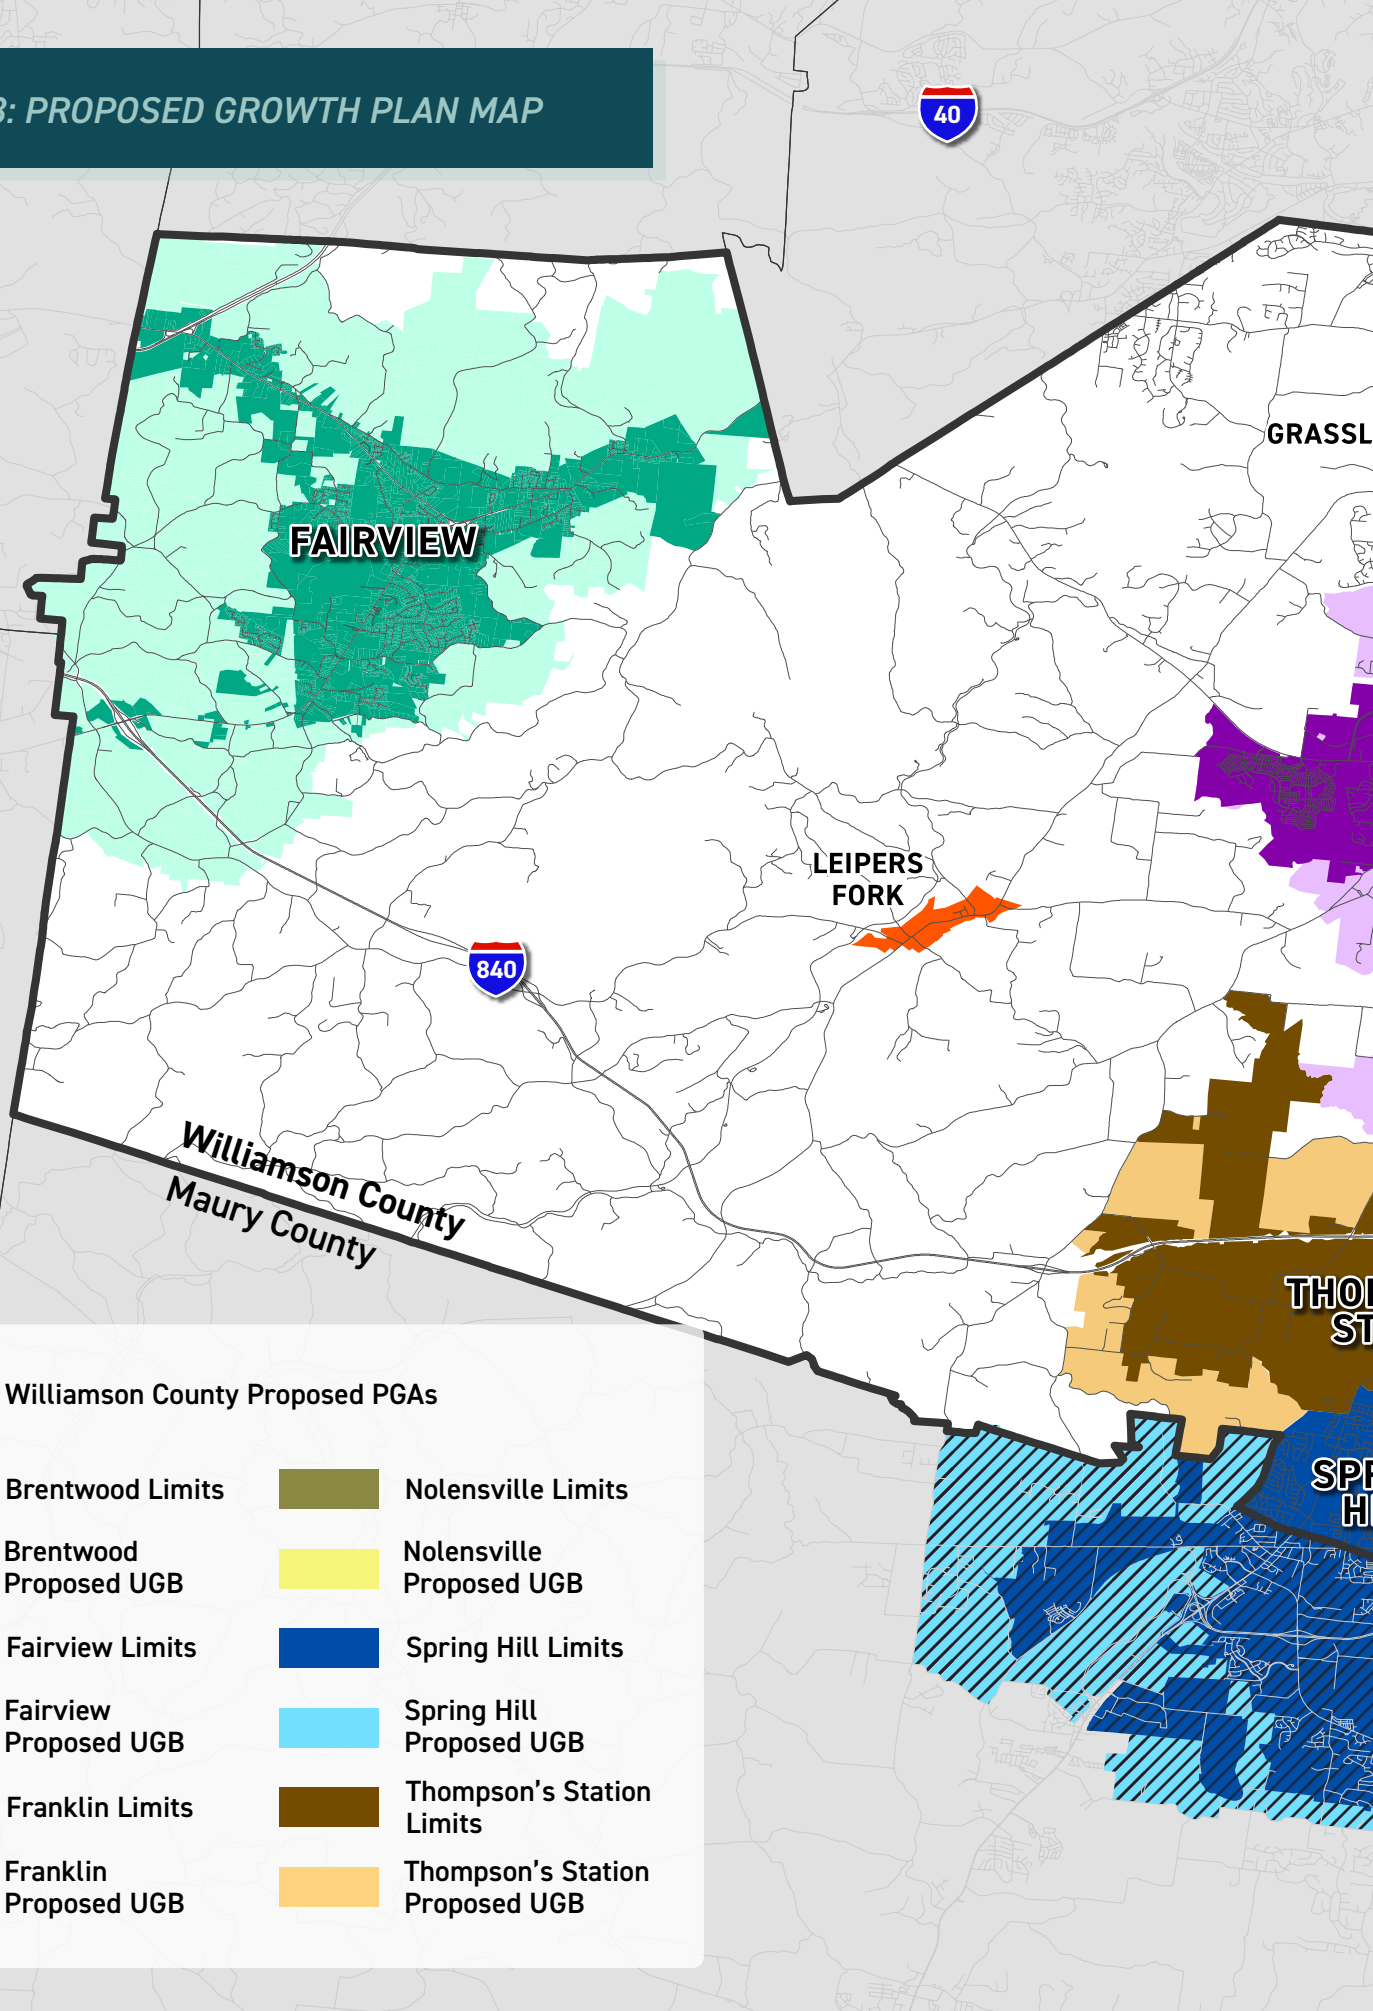 : PROPOSED GROWTH PLAN MAP
40
GRASSL
FAIRVIEW
LEIPERS
FORK
840
Williamson County
Maury County
THO
ST
SP
H
Williamson County Proposed PGAs
Brentwood Limits
Nolensville Limits
Brentwood
Proposed UGB
Nolensville
Proposed UGB
Fairview Limits
Spring Hill Limits
Fairview
Proposed UGB
Spring Hill
Proposed UGB
Franklin Limits
Thompson’s Station
Limits
Franklin
Proposed UGB
Thompson’s Station
Proposed UGB